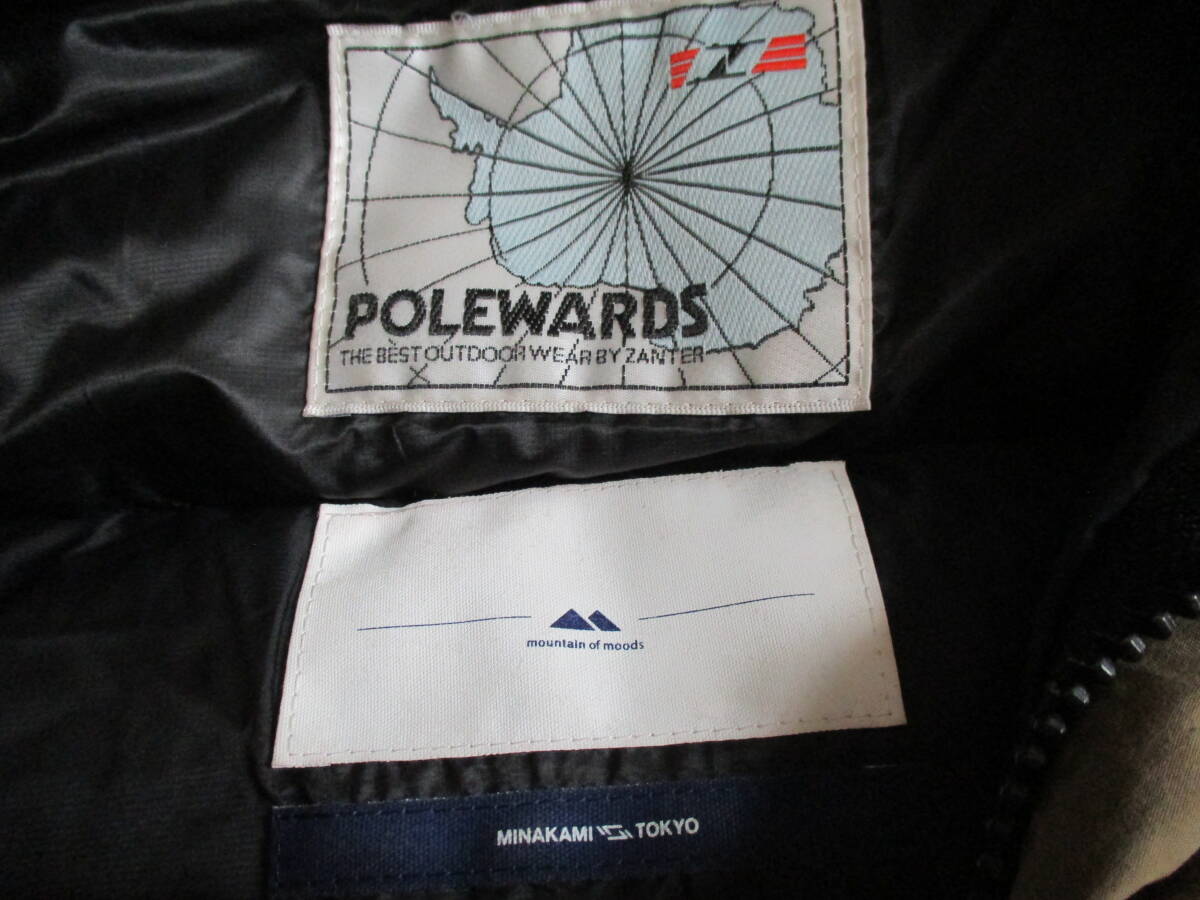 Z
POLEWARDS
THE BEST OUTDOOR WEAR BY ZANTER
mountain of moods
MINAKAMI TOKYO